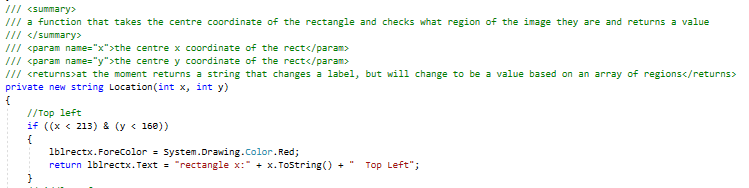 /// <summary>
/// a function that takes the centre coordinate of the rectangle and checks what region of the image they are and returns a value
/// </summary>
/// <param name="x">the centre x coordinate of the rect</param>
/// <param name="y">the centre y coordinate of the rect</param>
/// <returns>at the moment returns a string that changes a label, but will change to be a value based on an array of regions</returns>
private new string Location(int x, int y)
{
//Top left
if ((x < 213) & (y < 160))
{
lblrectx.ForeColor = System.Drawing.Color.Red;
return lblrectx.Text = "rectangle x:" + x.ToString() + "  Top Left";
}